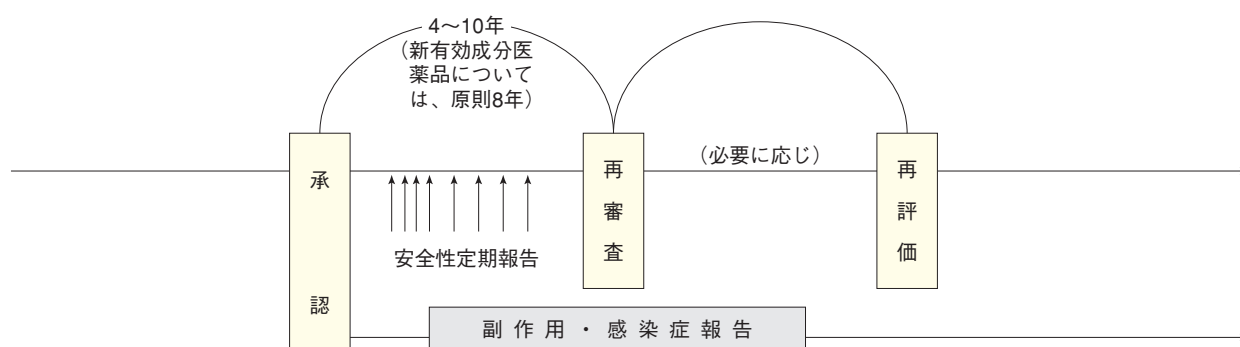 4〜10年
（新有効成分医
薬品について
は、原則8年）
承認
再審査
（必要に応じ）
再評価
安全性定期報告
副作用・感染症報告